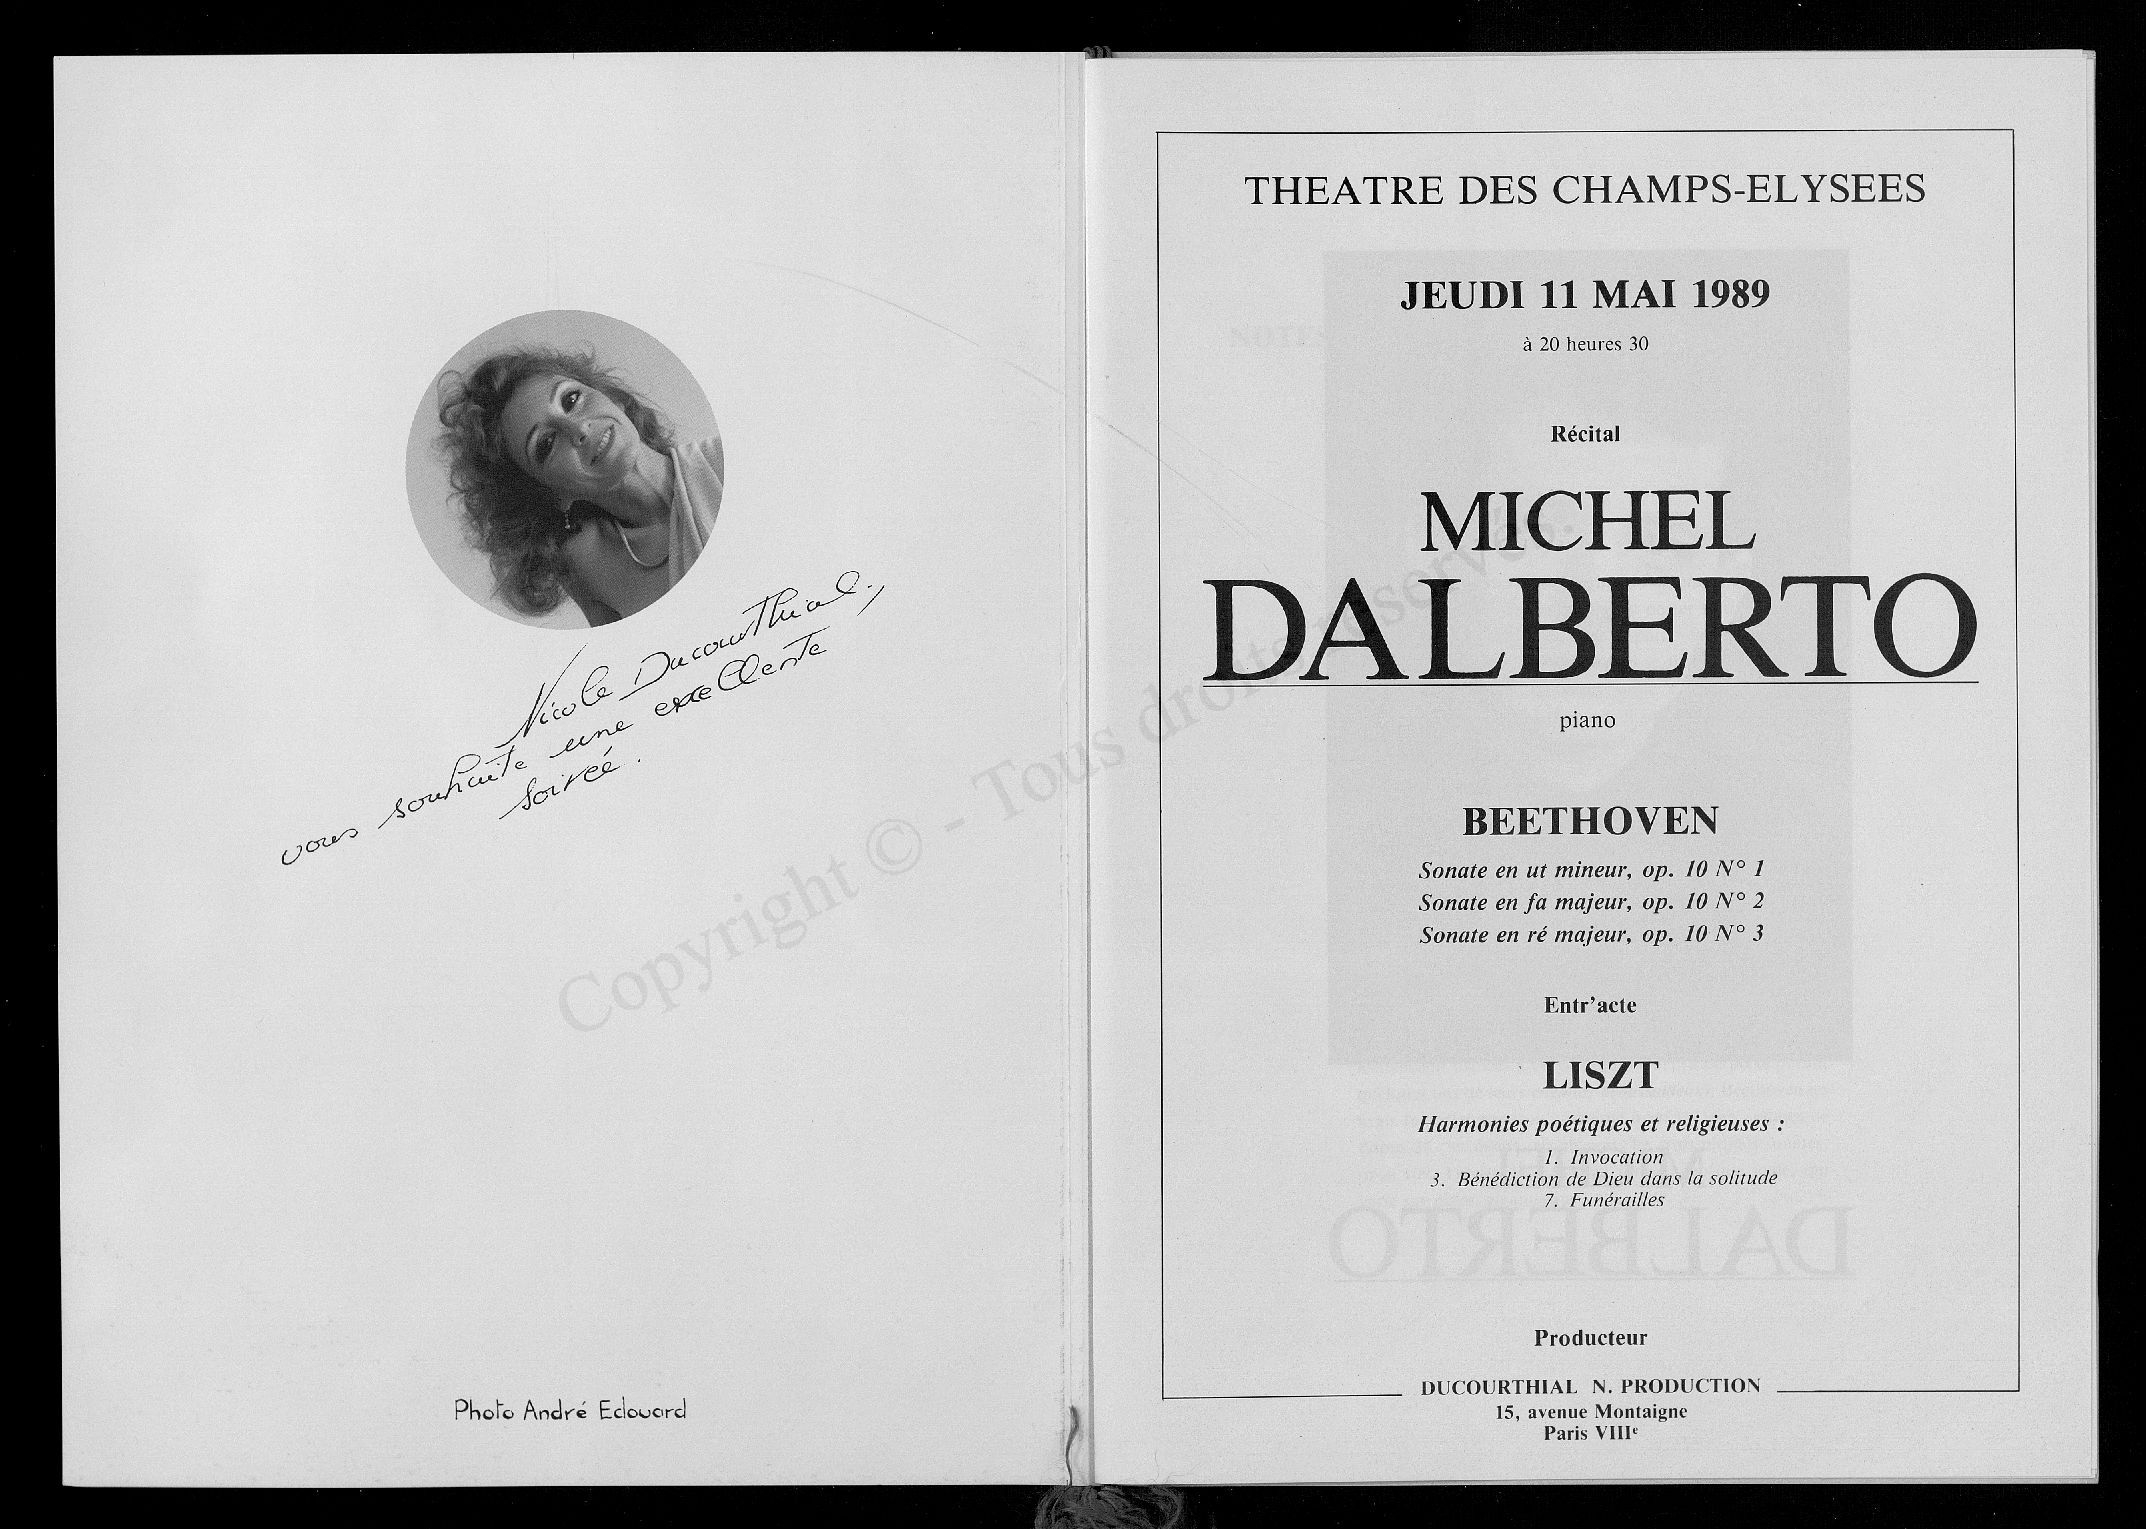 Nicole Ducourthial,
vous souhaite une excellente
soirée.
Photo André Edouard
Copyright © - Tous droits réservés.
THEATRE DES CHAMPS-ELYSEES
JEUDI 11 MAI 1989
à 20 heures 30
Récital
MICHEL
DALBERTO
piano
BEETHOVEN
Sonate en ut mineur, op. 10 N° 1
Sonate en fa majeur, op. 10 N° 2
Sonate en ré majeur, op. 10 N° 3
Entr'acte
LISZT
Harmonies poétiques et religieuses :
1. Invocation
3. Bénédiction de Dieu dans la solitude
7. Funérailles
DALBERTO
Producteur
DUCOURTHIAL N. PRODUCTION
15, avenue Montaigne
Paris VIIIe